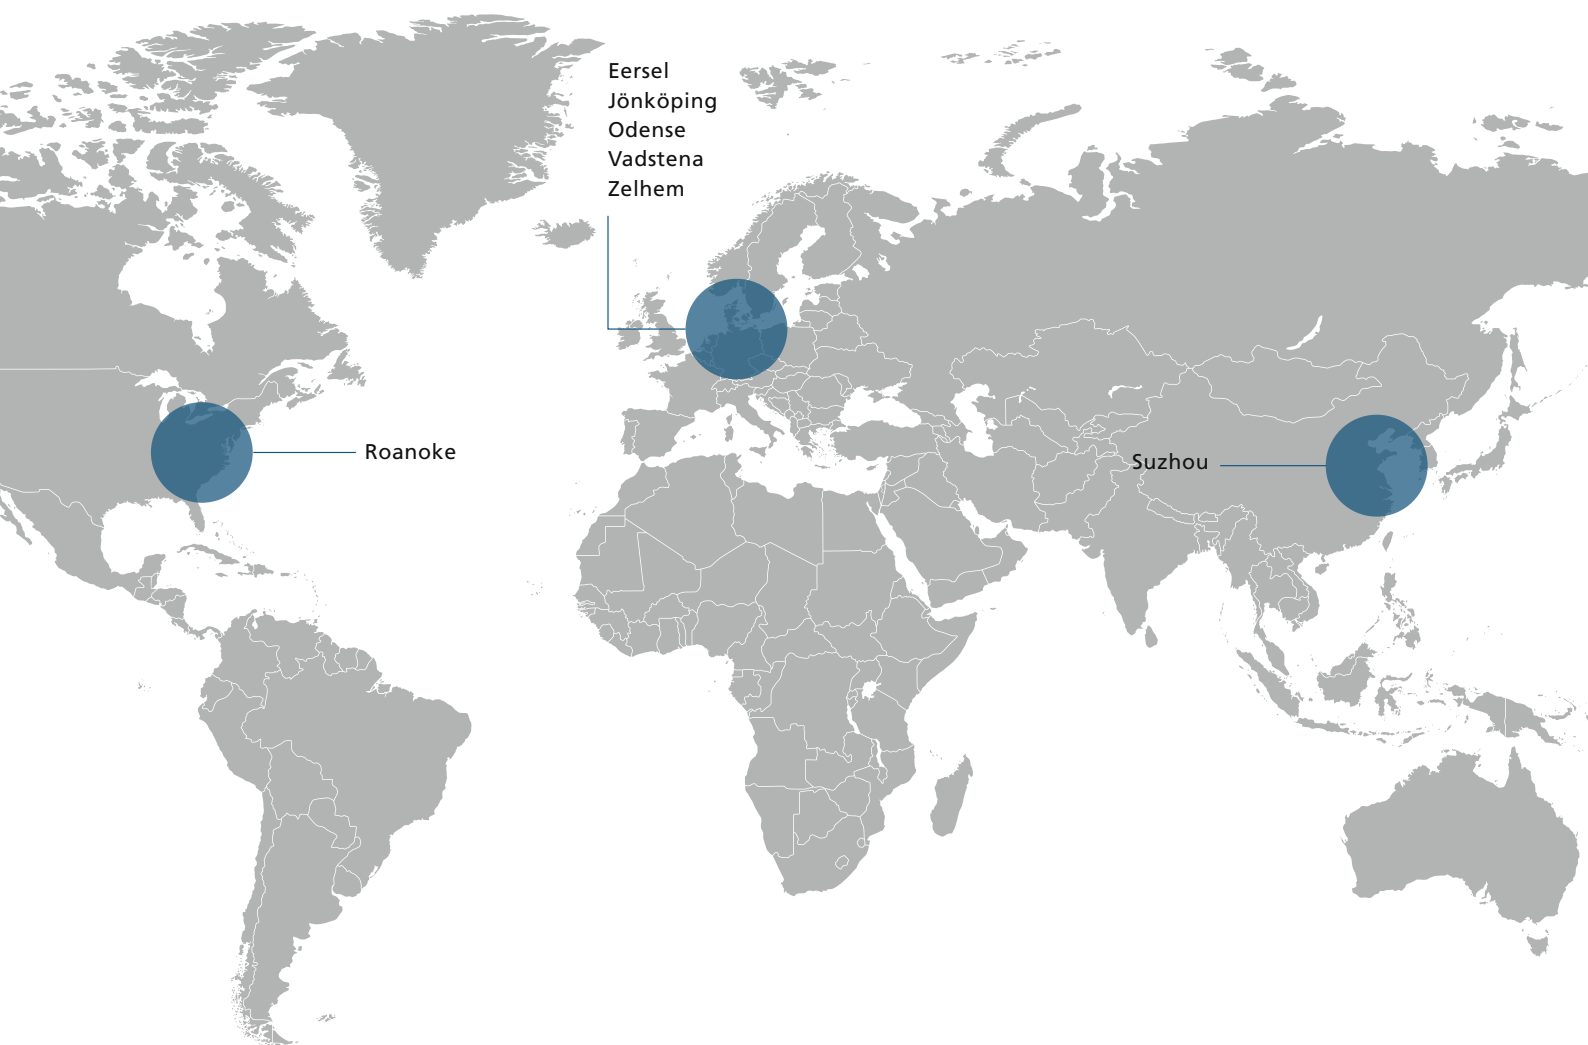 Eersel
Jönköping
Odense
Vadstena
Zelhem
Roanoke
Suzhou